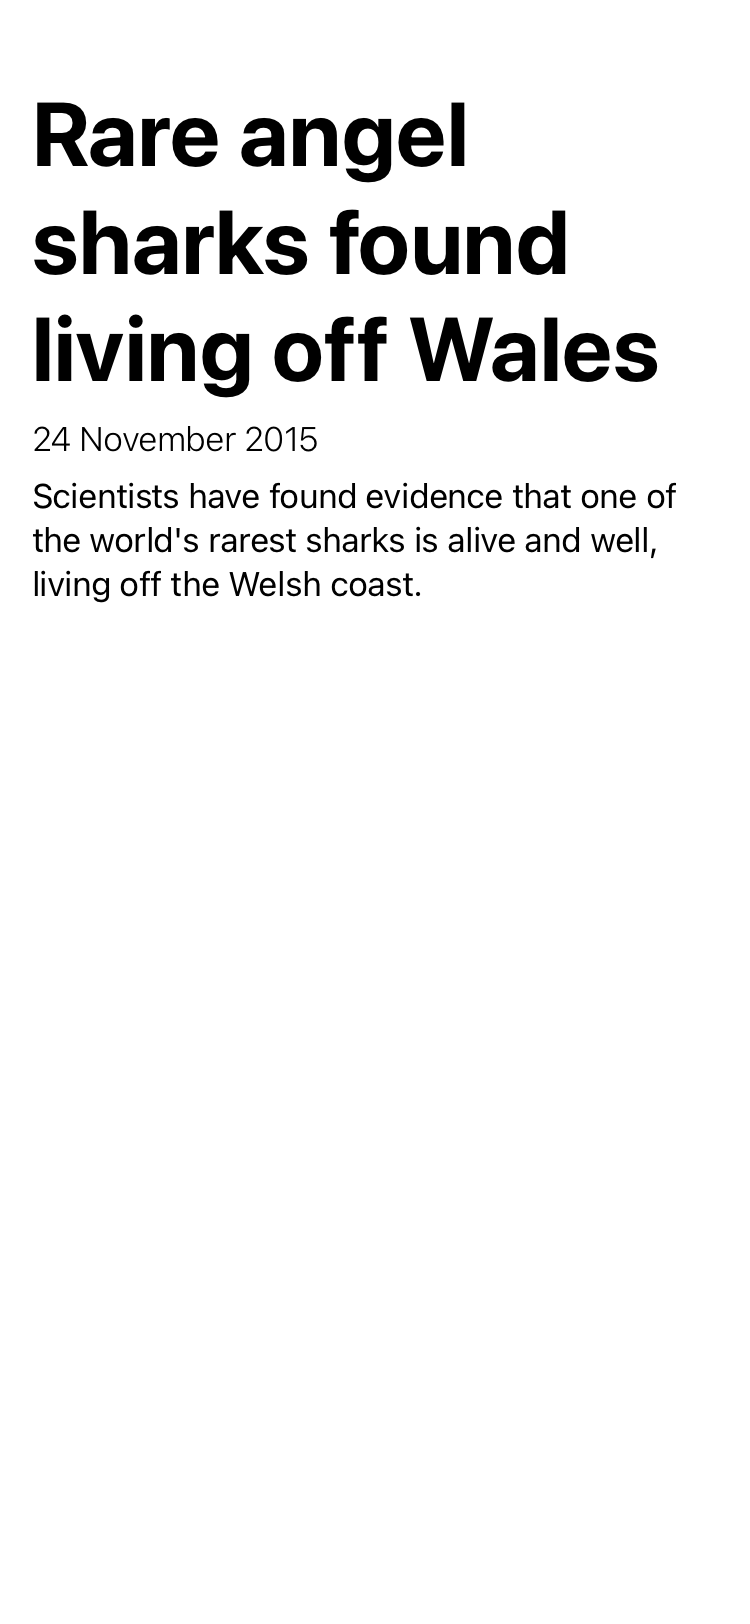 Rare angel
sharks found
living off Wales
24 November 2015
Scientists have found evidence that one of
the world's rarest sharks is alive and well,
living off the Welsh coast.